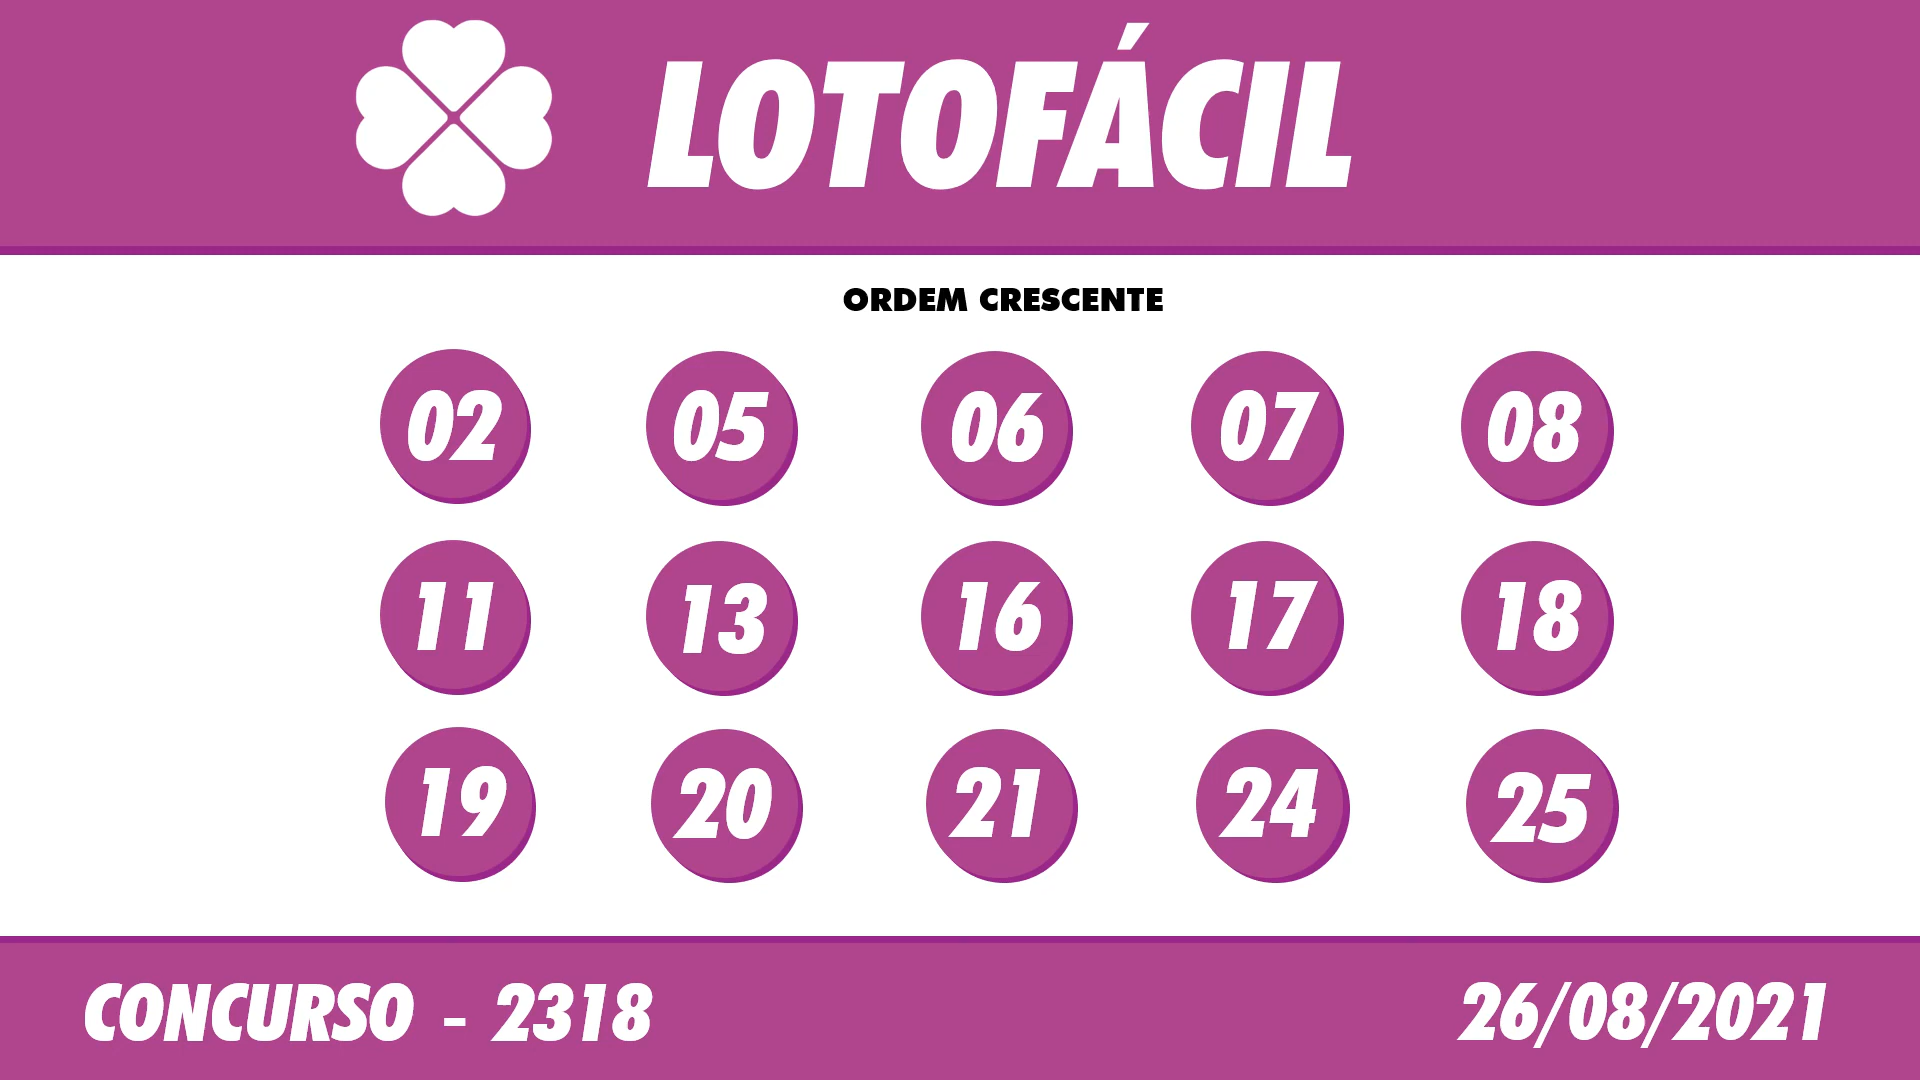 LOTOFÁCIL
ORDEM CRESCENTE
02 05 06 07 08
11 13 16 17 18
19 20 21 24 25
CONCURSO - 2318
26/08/2021